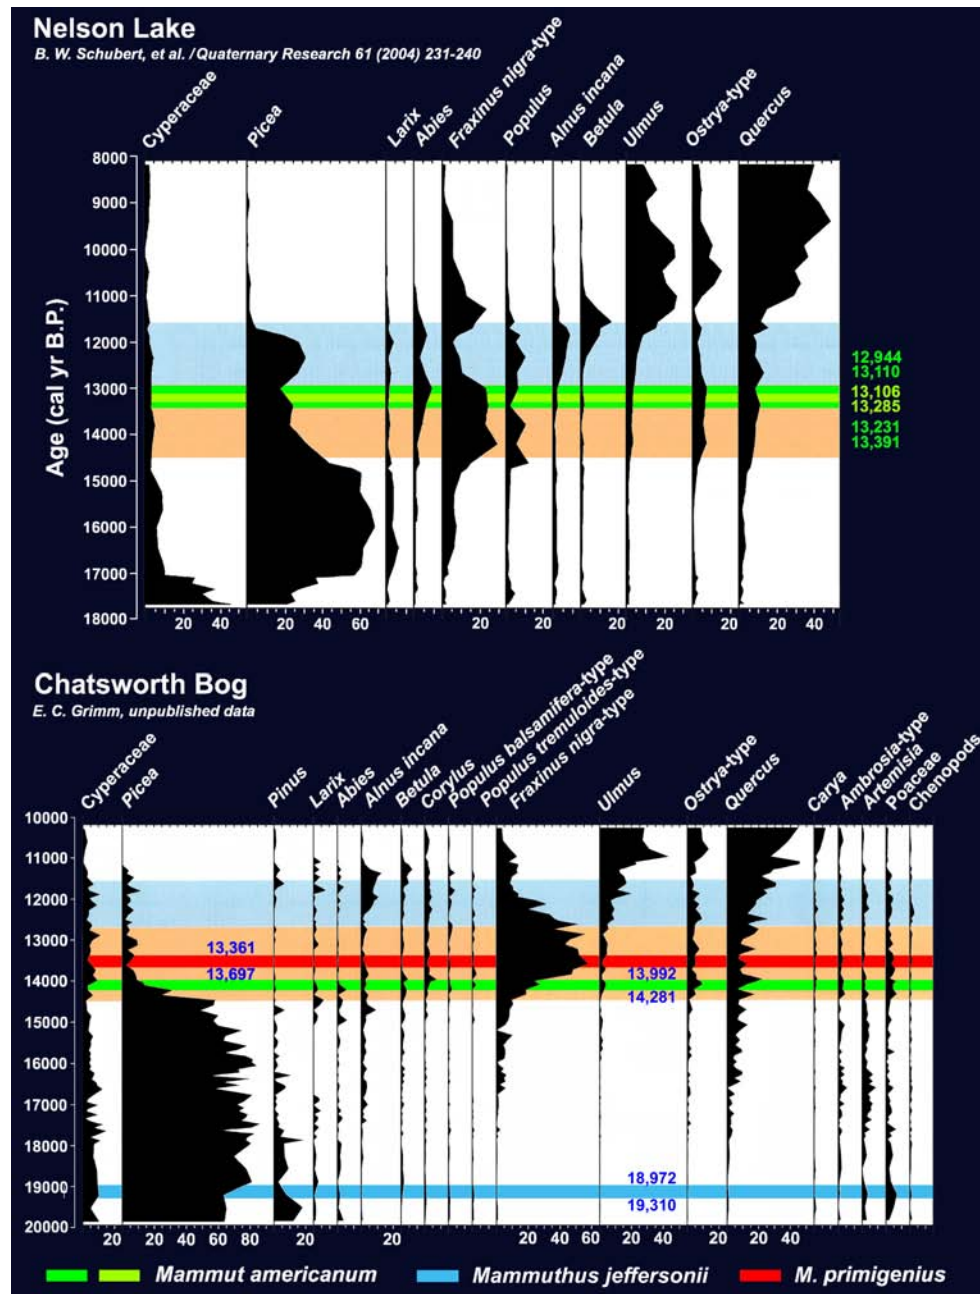 Nelson Lake
B. W. Schubert, et al. / Quaternary Research 61 (2004) 231-240
Cyperaceae
Picea
Larix
Abies
Fraxinus nigra-type
Populus
Alnus incana
Betula
Ulmus
Ostrya-type
Quercus
Age (cal yr B.P.)
8000
9000
10000
11000
12000
13000
14000
15000
16000
17000
18000
12,944
13,110
13,106
13,285
13,231
13,391
20 40 20 40 60 20 20 20 20 20 40
Chatsworth Bog
E. C. Grimm, unpublished data
Cyperaceae
Picea
Pinus
Larix
Abies
Alnus incana
Betula
Corylus
Populus balsamifera-type
Populus tremuloides-type
Fraxinus nigra-type
Ulmus
Ostrya-type
Quercus
Carya
Ambrosia-type
Artemisia
Poaceae
Chenopods
10000
11000
12000
13000
14000
15000
16000
17000
18000
19000
20000
13,361
13,697
13,992
14,281
18,972
19,310
20 20 40 60 80 20 20 40 60 20 40 20 20 40
Mammut americanum Mammuthus jeffersonii M. primigenius